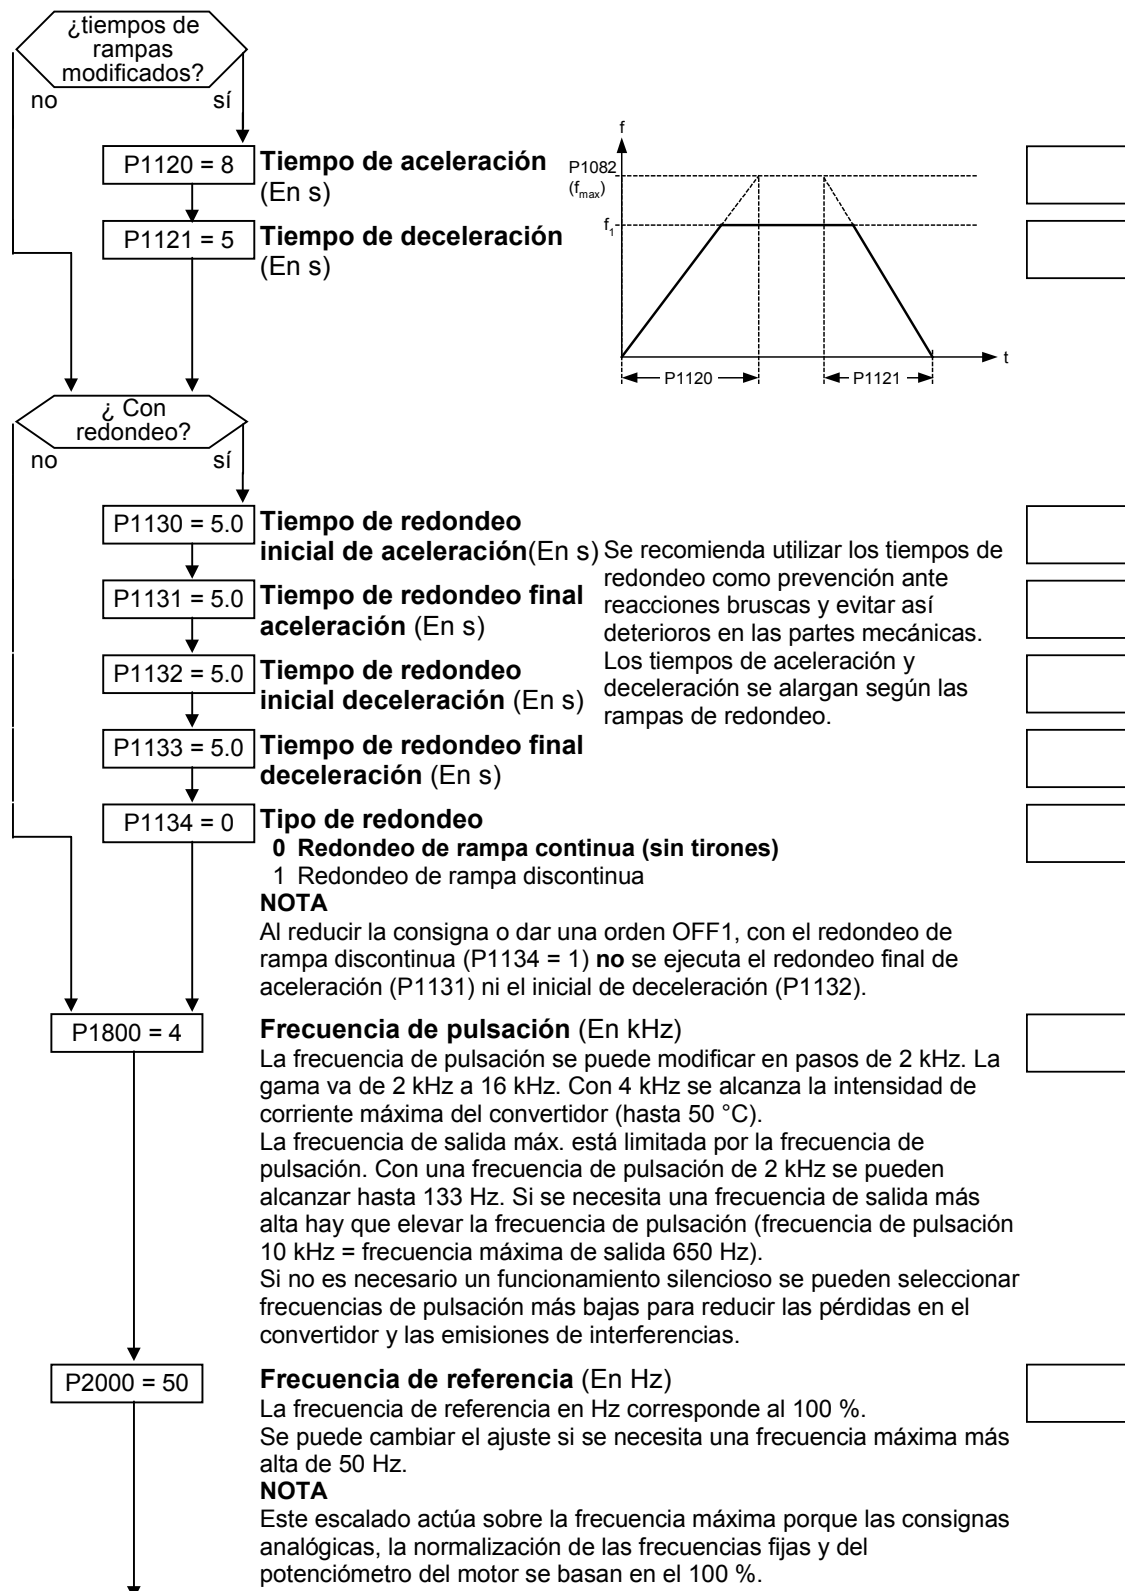 ¿tiempos de
rampas
modificados?
no
sí
P1120 = 8
Tiempo de aceleración
(En s)
P1121 = 5
Tiempo de deceleración
(En s)
f
P1082
(fmax)
f1
t
P1120
P1121
¿ Con
redondeo?
no
sí
P1130 = 5.0
Tiempo de redondeo
inicial de aceleración(En s)
P1131 = 5.0
Tiempo de redondeo final
aceleración (En s)
P1132 = 5.0
Tiempo de redondeo
inicial deceleración (En s)
P1133 = 5.0
Tiempo de redondeo final
deceleración (En s)
Se recomienda utilizar los tiempos de
redondeo como prevención ante
reacciones bruscas y evitar así
deterioros en las partes mecánicas.
Los tiempos de aceleración y
deceleración se alargan según las
rampas de redondeo.
P1134 = 0
Tipo de redondeo
0 Redondeo de rampa continua (sin tirones)
1 Redondeo de rampa discontinua
NOTA
Al reducir la consigna o dar una orden OFF1, con el redondeo de
rampa discontinua (P1134 = 1) no se ejecuta el redondeo final de
aceleración (P1131) ni el inicial de deceleración (P1132).
P1800 = 4
Frecuencia de pulsación (En kHz)
La frecuencia de pulsación se puede modificar en pasos de 2 kHz. La
gama va de 2 kHz a 16 kHz. Con 4 kHz se alcanza la intensidad de
corriente máxima del convertidor (hasta 50 °C).
La frecuencia de salida máx. está limitada por la frecuencia de
pulsación. Con una frecuencia de pulsación de 2 kHz se pueden
alcanzar hasta 133 Hz. Si se necesita una frecuencia de salida más
alta hay que elevar la frecuencia de pulsación (frecuencia de pulsación
10 kHz = frecuencia máxima de salida 650 Hz).
Si no es necesario un funcionamiento silencioso se pueden seleccionar
frecuencias de pulsación más bajas para reducir las pérdidas en el
convertidor y las emisiones de interferencias.
P2000 = 50
Frecuencia de referencia (En Hz)
La frecuencia de referencia en Hz corresponde al 100 %.
Se puede cambiar el ajuste si se necesita una frecuencia máxima más
alta de 50 Hz.
NOTA
Este escalado actúa sobre la frecuencia máxima porque las consignas
analógicas, la normalización de las frecuencias fijas y del
potenciómetro del motor se basan en el 100 %.